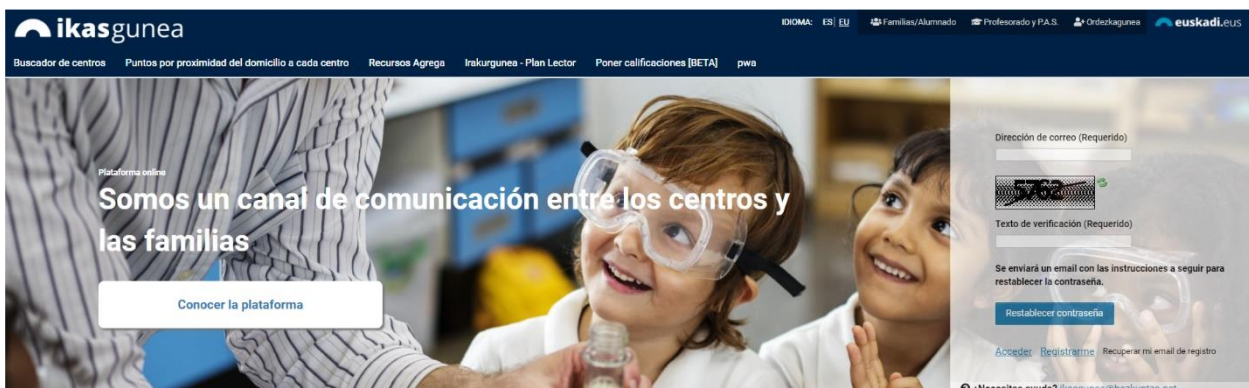 ikasgunea
IDIOMA: ES| EU Familias/Alumnado Profesorado y P.A.S. Ordezkagunea euskadi.eus
Buscador de centros Puntos por proximidad del domicilio a cada centro Recursos Agrega Irakurgunea - Plan Lector Poner calificaciones [BETA] pwa
Plataforma online
Somos un canal de comunicación entre los centros y
las familias
Conocer la plataforma
Dirección de correo (Requerido)
Texto de verificación (Requerido)
Se enviará un email con las instrucciones a seguir para
restablecer la contraseña.
Restablecer contraseña
Acceder Registrarme Recuperar mi email de registro
¿Necesitas ayuda?